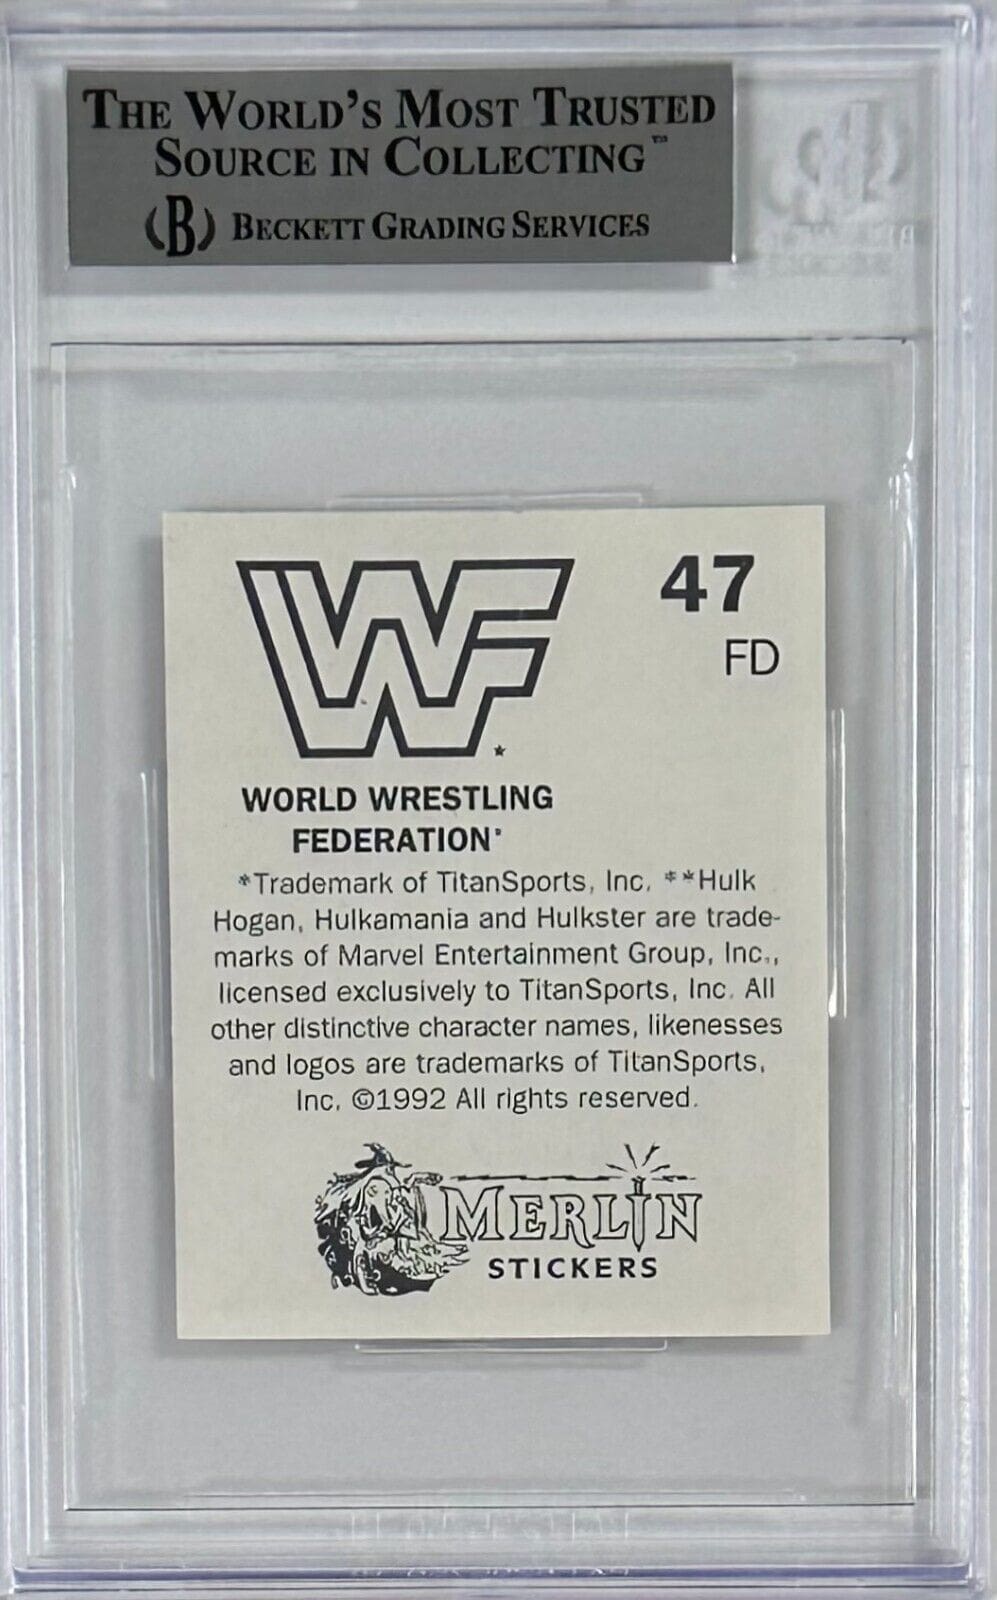 THE WORLD'S MOST TRUSTED
SOURCE IN COLLECTING™
(B) BECKETT GRADING SERVICES
WF 47
FD
WORLD WRESTLING
FEDERATION*
*Trademark of TitanSports, Inc. **Hulk
Hogan, Hulkamania and Hulkster are trade-
marks of Marvel Entertainment Group, Inc.,
licensed exclusively to TitanSports, Inc. All
other distinctive character names, likenesses
and logos are trademarks of TitanSports,
Inc. ©1992 All rights reserved.
MERLIN
STICKERS